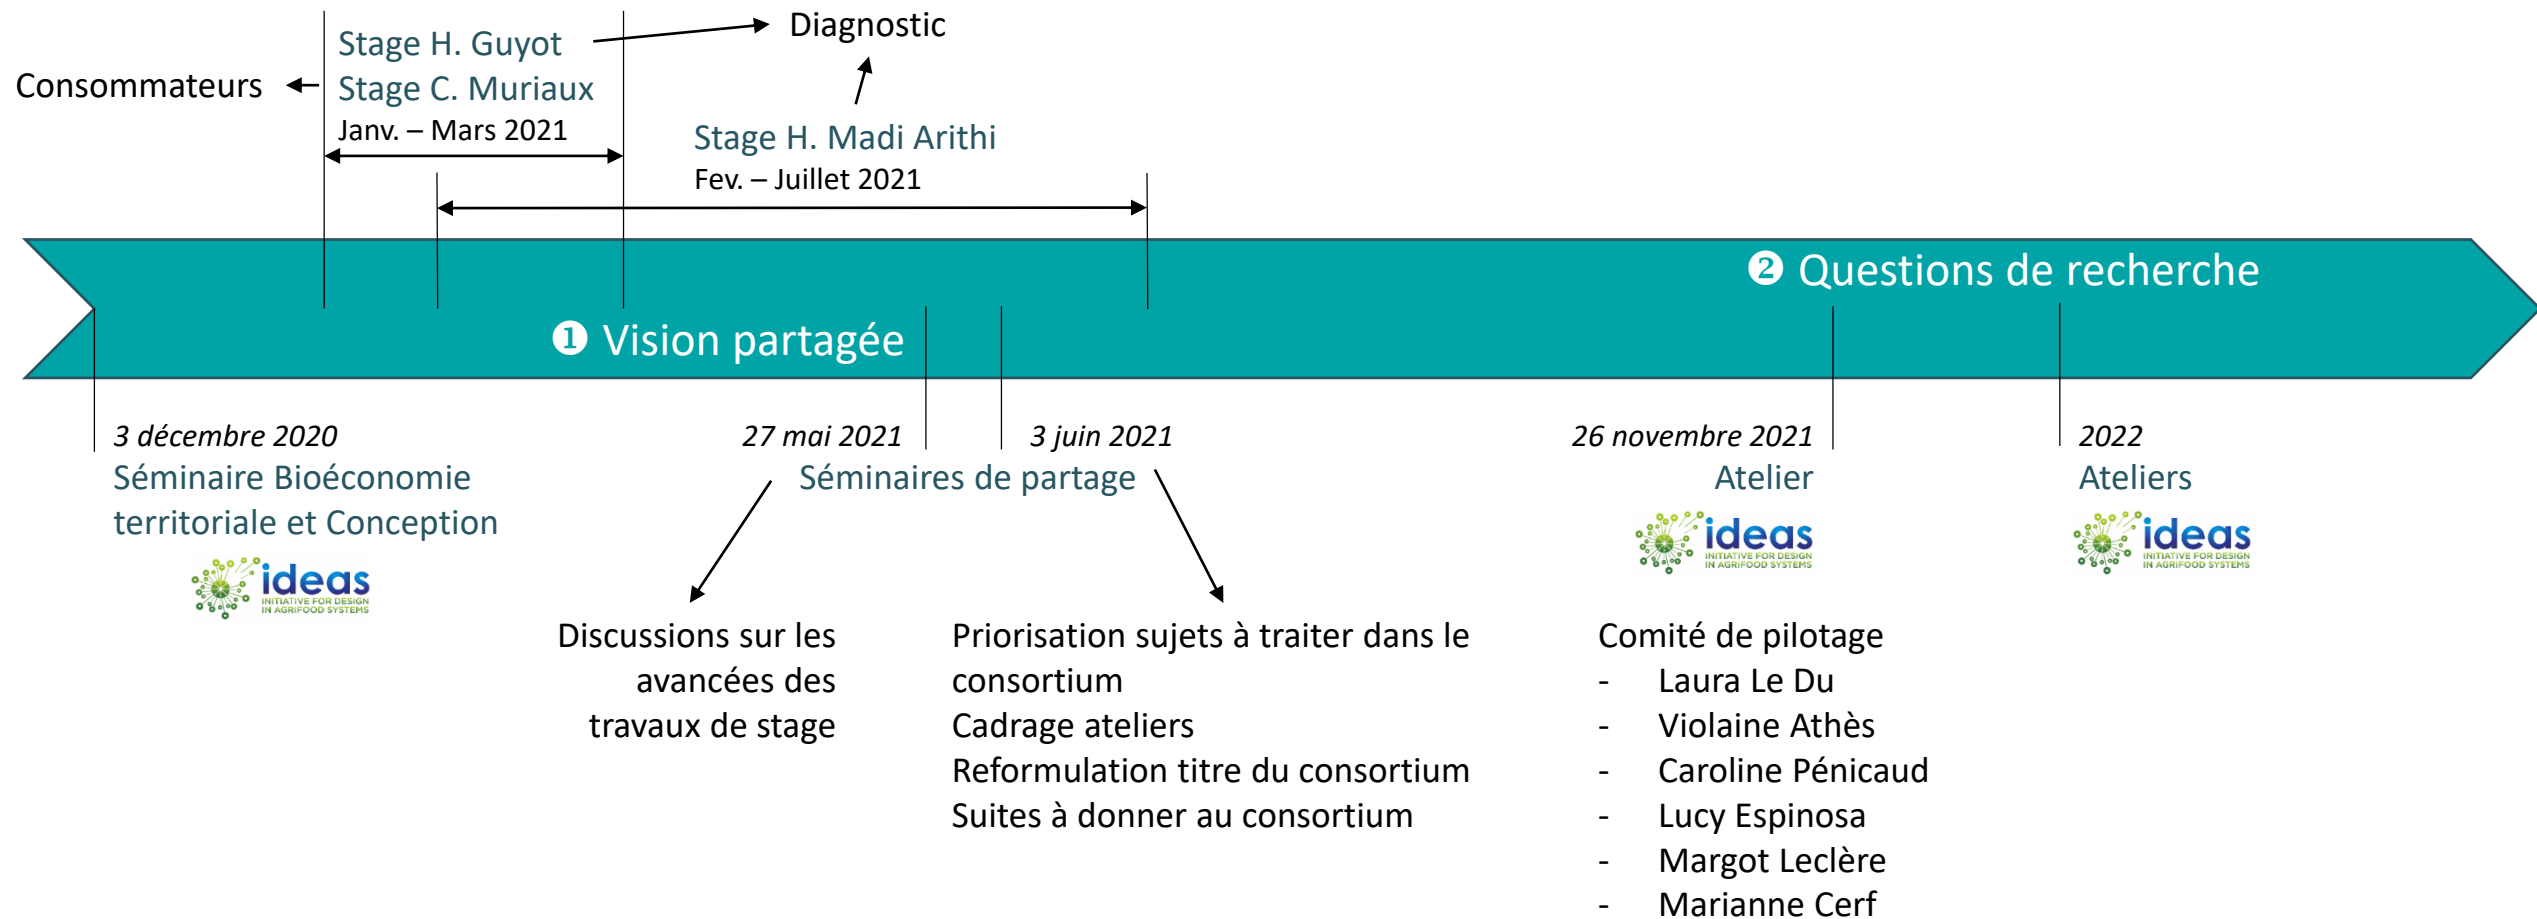 Stage H. Guyot
Stage C. Muriaux
Janv. – Mars 2021
Consommateurs
Diagnostic
Stage H. Madi Arithi
Fev. – Juillet 2021
❷ Questions de recherche
❶ Vision partagée
3 décembre 2020
Séminaire Bioéconomie
territoriale et Conception
ideas
INITIATIVE FOR DESIGN
IN AGRIFOOD SYSTEMS
27 mai 2021
3 juin 2021
Séminaires de partage
Discussions sur les
avancées des
travaux de stage
Priorisation sujets à traiter dans le
consortium
Cadrage ateliers
Reformulation titre du consortium
Suites à donner au consortium
26 novembre 2021
Atelier
ideas
INITIATIVE FOR DESIGN
IN AGRIFOOD SYSTEMS
Comité de pilotage
- Laura Le Du
- Violaine Athès
- Caroline Pénicaud
- Lucy Espinosa
- Margot Leclère
- Marianne Cerf
2022
Ateliers
ideas
INITIATIVE FOR DESIGN
IN AGRIFOOD SYSTEMS